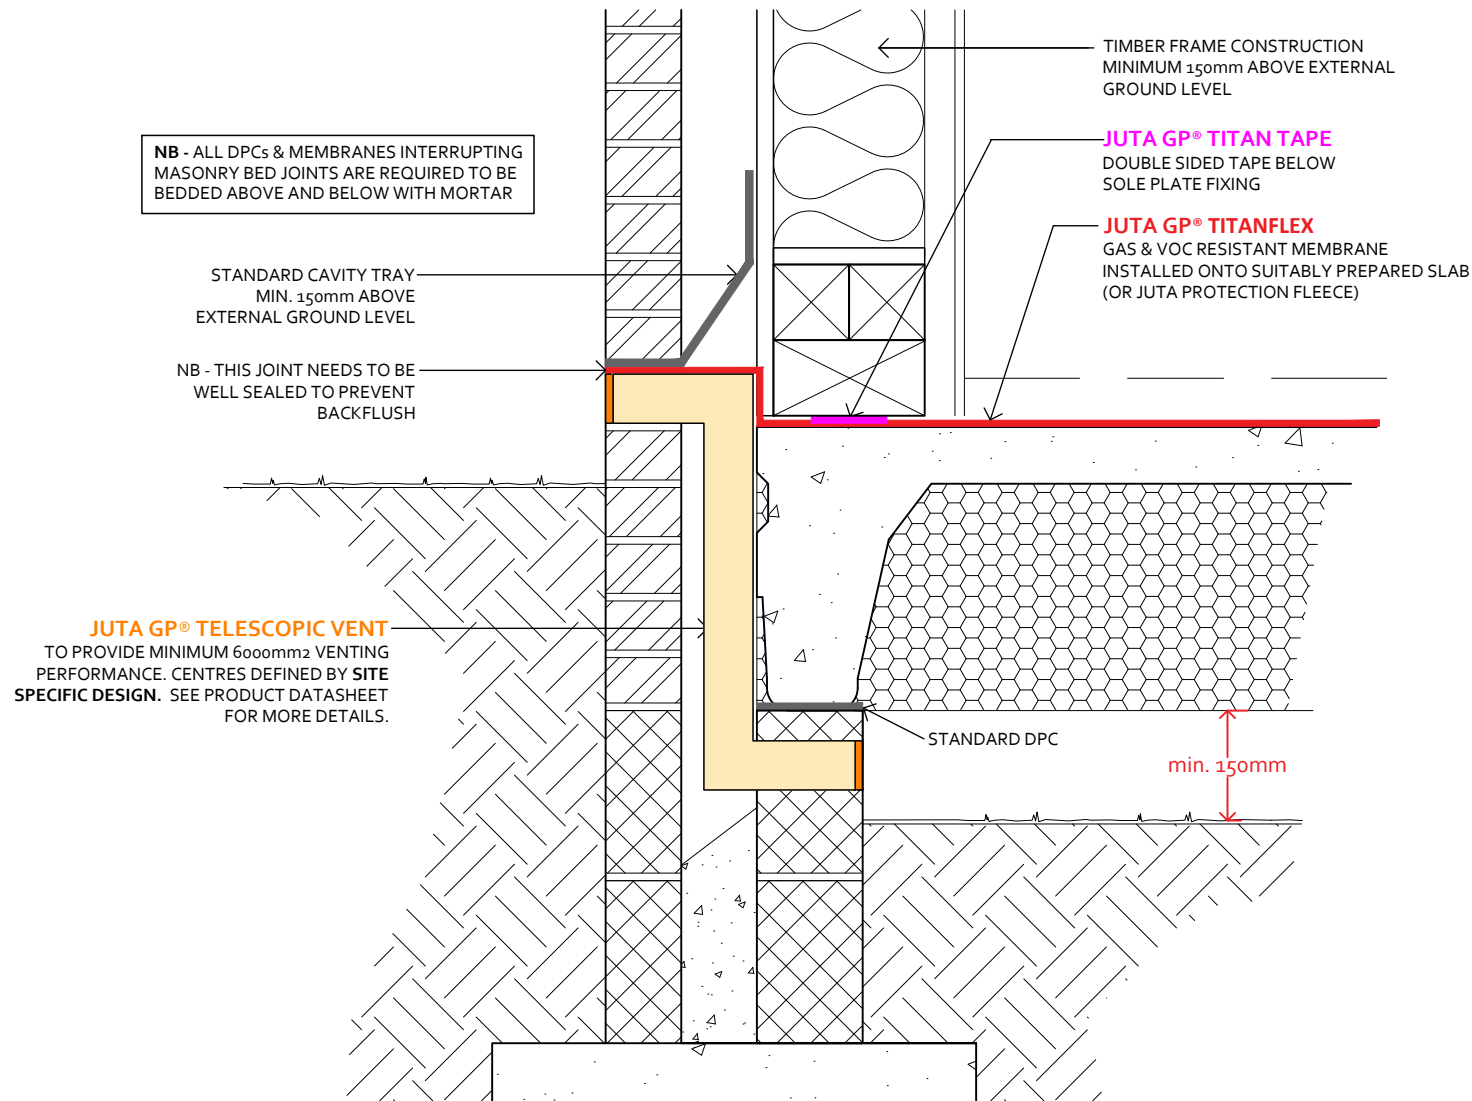 TIMBER FRAME CONSTRUCTION
MINIMUM 150mm ABOVE EXTERNAL
GROUND LEVEL
JUTA GP® TITAN TAPE
DOUBLE SIDED TAPE BELOW
SOLE PLATE FIXING
NB - ALL DPCs & MEMBRANES INTERRUPTING
MASONRY BED JOINTS ARE REQUIRED TO BE
BEDDED ABOVE AND BELOW WITH MORTAR
JUTA GP® TITANFLEX
GAS & VOC RESISTANT MEMBRANE
INSTALLED ONTO SUITABLY PREPARED SLAB
(OR JUTA PROTECTION FLEECE)
STANDARD CAVITY TRAY
MIN. 150mm ABOVE
EXTERNAL GROUND LEVEL
NB - THIS JOINT NEEDS TO BE
WELL SEALED TO PREVENT
BACKFLUSH
JUTA GP® TELESCOPIC VENT
TO PROVIDE MINIMUM 6000mm2 VENTING
PERFORMANCE. CENTRES DEFINED BY SITE
SPECIFIC DESIGN. SEE PRODUCT DATASHEET
FOR MORE DETAILS.
STANDARD DPC
min. 150mm